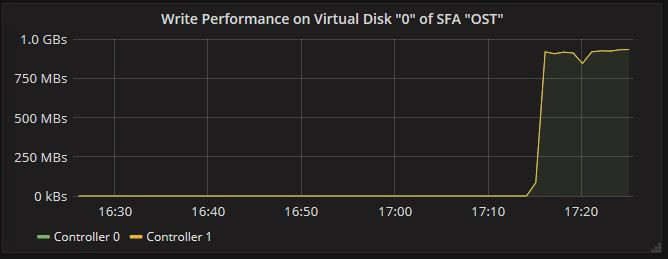 Write Performance on Virtual Disk "0" of SFA "OST"
1.0 GBs
750 MBs
500 MBs
250 MBs
0 kBs
16:30 16:40 16:50 17:00 17:10 17:20
Controller 0 Controller 1